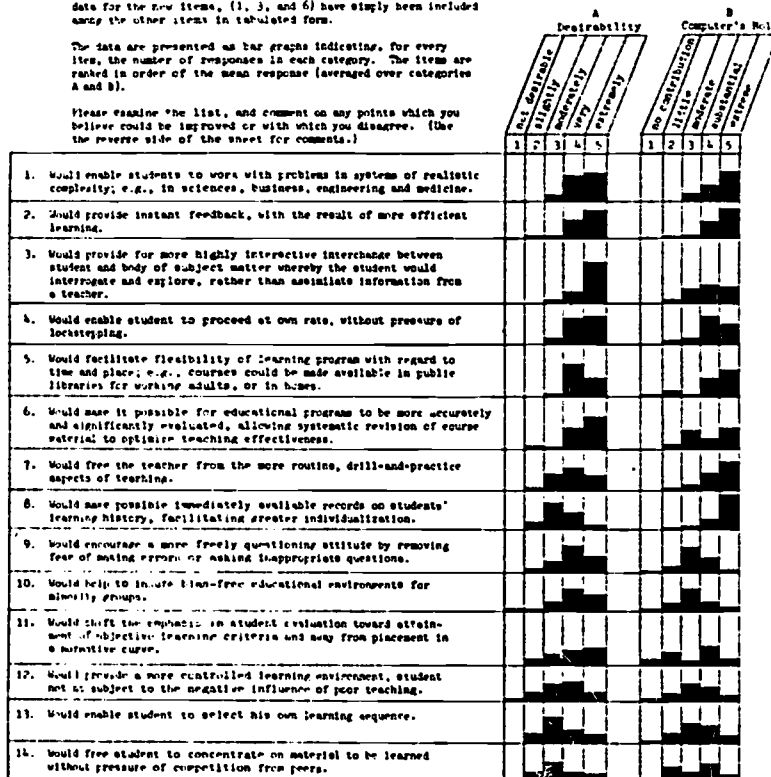 data for the new items, (1, 3, and 6) have simply been included
among the other items in tabulated form.
The data are presented as bar graphs indicating, for every
item, the number of responses in each category. The items are
ranked in order of the mean response (averaged over categories
A and B).
Please examine the list, and comment on any points which you
believe could be improved or with which you disagree. (Use
the reverse side of the sheet for comments.)
A
Desirability
not desirable
slightly
moderately
very
extremely
1 2 3 4 5
B
Computer's Rol
no contribution
little
moderate
substantial
extreme
1 2 3 4 5
1. Would enable students to work with problems in systems of realistic
complexity; e.g., in sciences, business, engineering and medicine.
2. Would provide instant feedback, with the result of more efficient
learning.
3. Would provide for more highly interactive interchange between
student and body of subject matter whereby the student would
interrogate and explore, rather than assimilate information from
a teacher.
4. Would enable student to proceed at own rate, without pressure of
lockstepping.
5. Would facilitate flexibility of learning program with regard to
time and place; e.g., courses could be made available in public
libraries for working adults, or in homes.
6. Would make it possible for educational programs to be more accurately
and significantly evaluated, allowing systematic revision of course
material to optimize teaching effectiveness.
7. Would free the teacher from the more routine, drill-and-practice
aspects of teaching.
8. Would make possible immediately available records on students'
learning history, facilitating greater individualization.
9. Would encourage a more freely questioning attitude by removing
fear of making errors or asking inappropriate questions.
10. Would help to insure bias-free educational environments for
minority groups.
11. Would shift the emphasis in student evaluation toward attain-
ment of objective learning criteria and away from placement in
a normative curve.
12. Would provide a more controlled learning environment, student
not as subject to the negative influence of poor teaching.
13. Would enable student to select his own learning sequence.
14. Would free student to concentrate on material to be learned
without pressure of competition from peers.